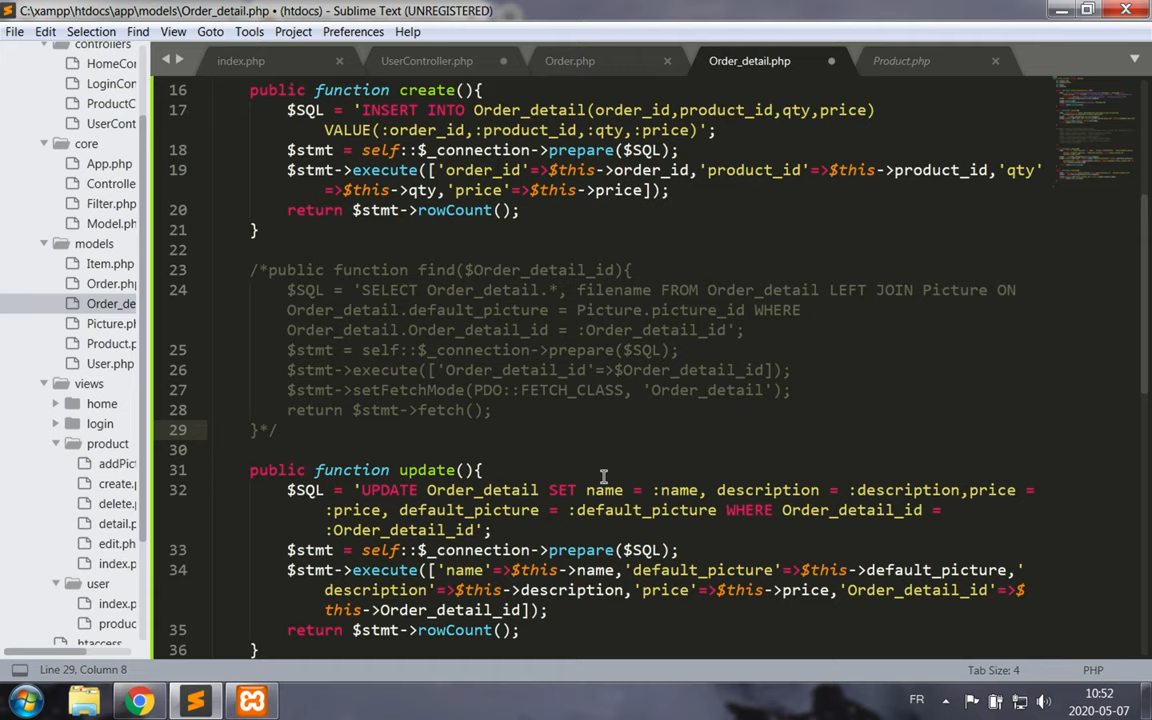 C:\xampp\htdocs\app\models\Order_detail.php • (htdocs) - Sublime Text (UNREGISTERED)
File Edit Selection Find View Goto Tools Project Preferences Help
controllers
HomeCor
LoginCon
ProductC
UserCont
core
App.php
Controlle
Filter.php
Model.ph
models
Item.php
Order.php
Order_de
Picture.ph
Product.p
User.php
views
home
login
product
addPict
create.p
delete.p
detail.p
edit.ph
index.p
user
index.p
produc
htaccess
index.php
UserController.php
Order.php
Order_detail.php
Product.php
16 public function create(){
17 $SQL = 'INSERT INTO Order_detail(order_id,product_id,qty,price)
VALUE(:order_id,:product_id,:qty,:price)';
18 $stmt = self::$_connection->prepare($SQL);
19 $stmt->execute(['order_id'=>$this->order_id,'product_id'=>$this->product_id,'qty'
=>$this->qty,'price'=>$this->price]);
20 return $stmt->rowCount();
21 }
22
23 /*public function find($Order_detail_id){
24 $SQL = 'SELECT Order_detail.*, filename FROM Order_detail LEFT JOIN Picture ON
Order_detail.default_picture = Picture.picture_id WHERE
Order_detail.Order_detail_id = :Order_detail_id';
25 $stmt = self::$_connection->prepare($SQL);
26 $stmt->execute(['Order_detail_id'=>$Order_detail_id]);
27 $stmt->setFetchMode(PDO::FETCH_CLASS, 'Order_detail');
28 return $stmt->fetch();
29 }*/
30
31 public function update(){
32 $SQL = 'UPDATE Order_detail SET name = :name, description = :description,price =
:price, default_picture = :default_picture WHERE Order_detail_id =
:Order_detail_id';
33 $stmt = self::$_connection->prepare($SQL);
34 $stmt->execute(['name'=>$this->name,'default_picture'=>$this->default_picture,'
description'=>$this->description,'price'=>$this->price,'Order_detail_id'=>$
this->Order_detail_id]);
35 return $stmt->rowCount();
36 }
Line 29, Column 8
Tab Size: 4
PHP
FR
10:52
2020-05-07